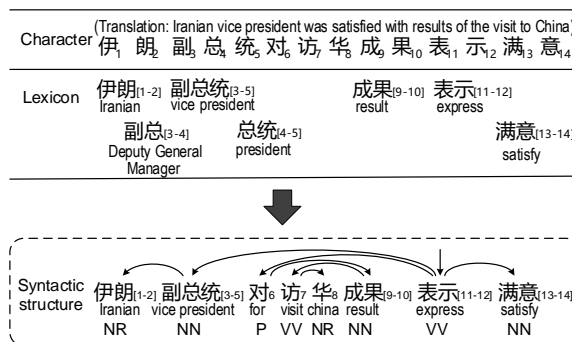 (Translation: Iranian vice president was satisfied with results of the visit to China)
Character 伊1 朗2 副3 总4 统5 对6 访7 华8 成9 果10 表11 示12 满13 意14
Lexicon 伊朗[1-2] 副总统[3-5] 成果[9-10] 表示[11-12]
Iranian vice president result express
副总[3-4] 总统[4-5] 满意[13-14]
Deputy General president satisfy
Manager
Syntactic structure 伊朗[1-2] 副总统[3-5] 对6 访7 华8 成果[9-10] 表示[11-12] 满意[13-14]
Iranian vice president for visit china result express satisfy
NR NN P VV NR NN VV NN